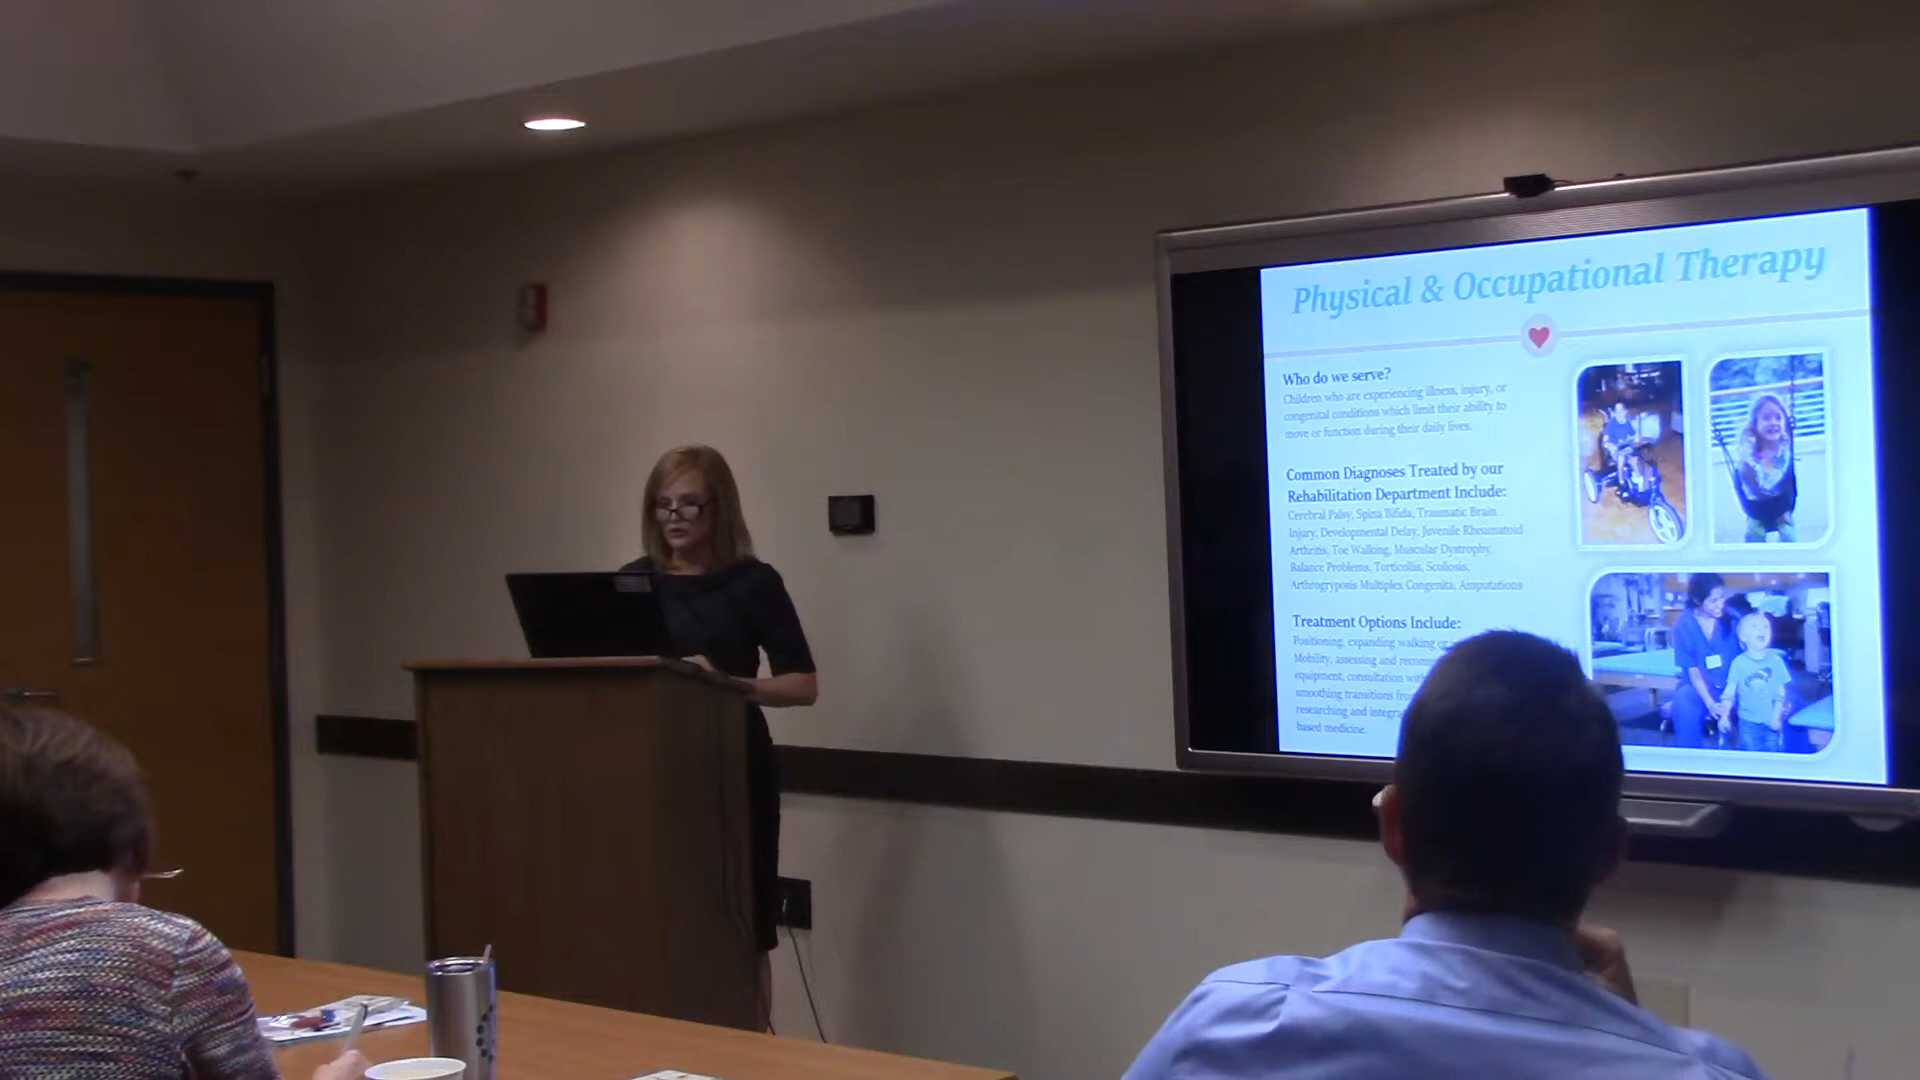 Physical & Occupational Therapy
Who do we serve?
Children who are experiencing illness, injury, or
congenital conditions which limit their ability to
move or function during their daily lives.
Common Diagnoses Treated by our
Rehabilitation Department Include:
Cerebral Palsy, Spina Bifida, Traumatic Brain
Injury, Developmental Delay, Juvenile Rheumatoid
Arthritis, Toe Walking, Muscular Dystrophy,
Balance Problems, Torticollis, Scoliosis,
Arthrogryposis Multiplex Congenita, Amputations
Treatment Options Include:
Positioning, expanding walking or
Mobility, assessing and
equipment, consultation
smoothing transitions
researching and
based medicine.